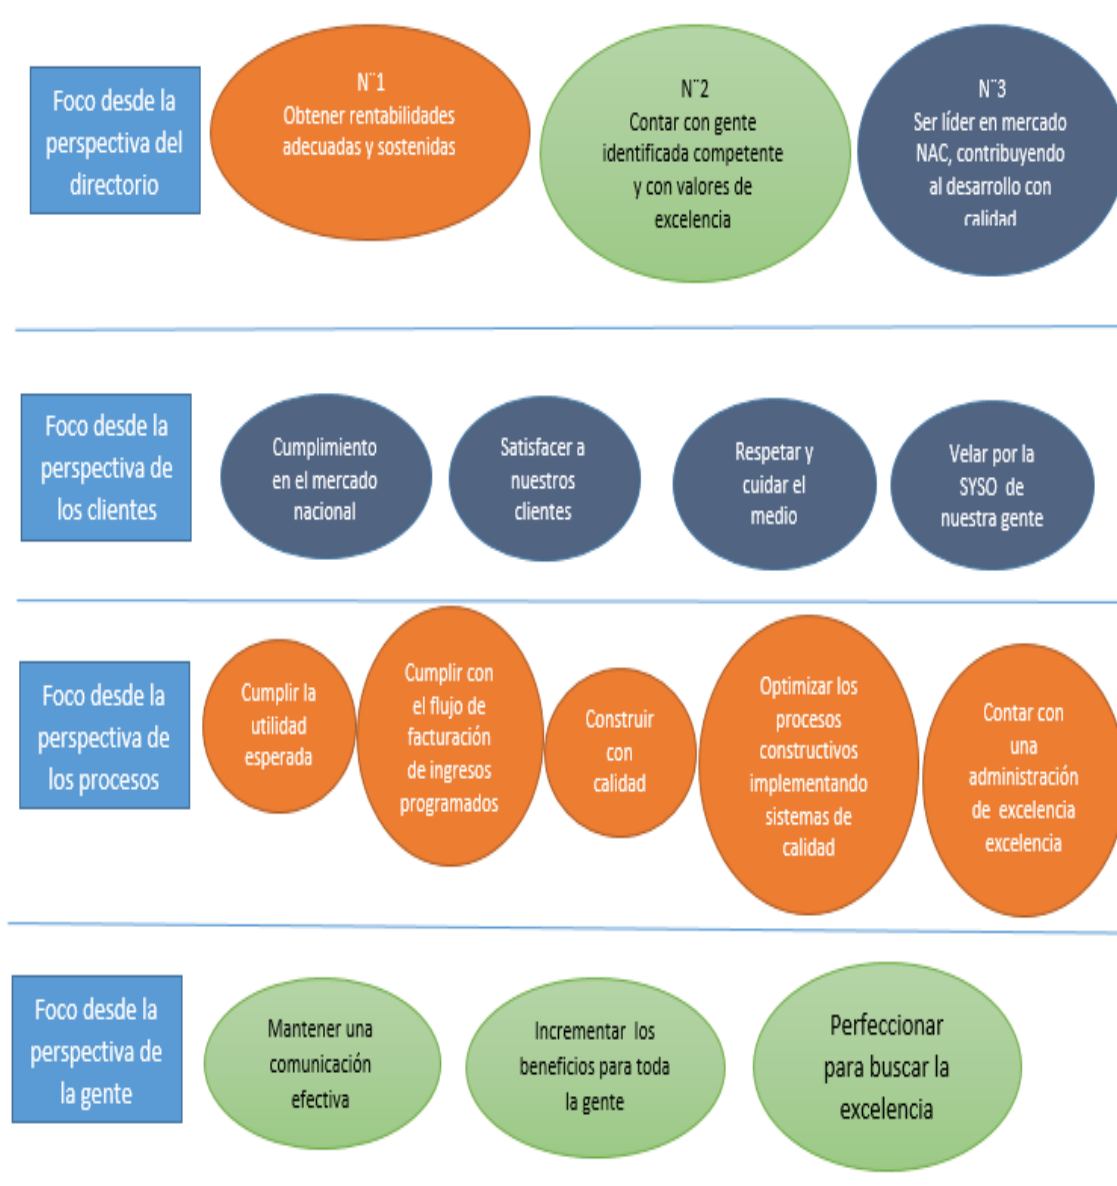 Foco desde la
perspectiva del
directorio
N¨1
Obtener rentabilidades
adecuadas y sostenidas
N¨2
Contar con gente
identificada competente
y con valores de
excelencia
N¨3
Ser líder en mercado
NAC, contribuyendo
al desarrollo con
calidad
Foco desde la
perspectiva de
los clientes
Cumplimiento
en el mercado
nacional
Satisfacer a
nuestros
clientes
Respetar y
cuidar el
medio
Velar por la
SYSO de
nuestra gente
Foco desde la
perspectiva de
los procesos
Cumplir la
utilidad
esperada
Cumplir con
el flujo de
facturación
de ingresos
programados
Construir
con
calidad
Optimizar los
procesos
constructivos
implementando
sistemas de
calidad
Contar con
una
administración
de excelencia
excelencia
Foco desde la
perspectiva de
la gente
Mantener una
comunicación
efectiva
Incrementar los
beneficios para toda
la gente
Perfeccionar
para buscar la
excelencia